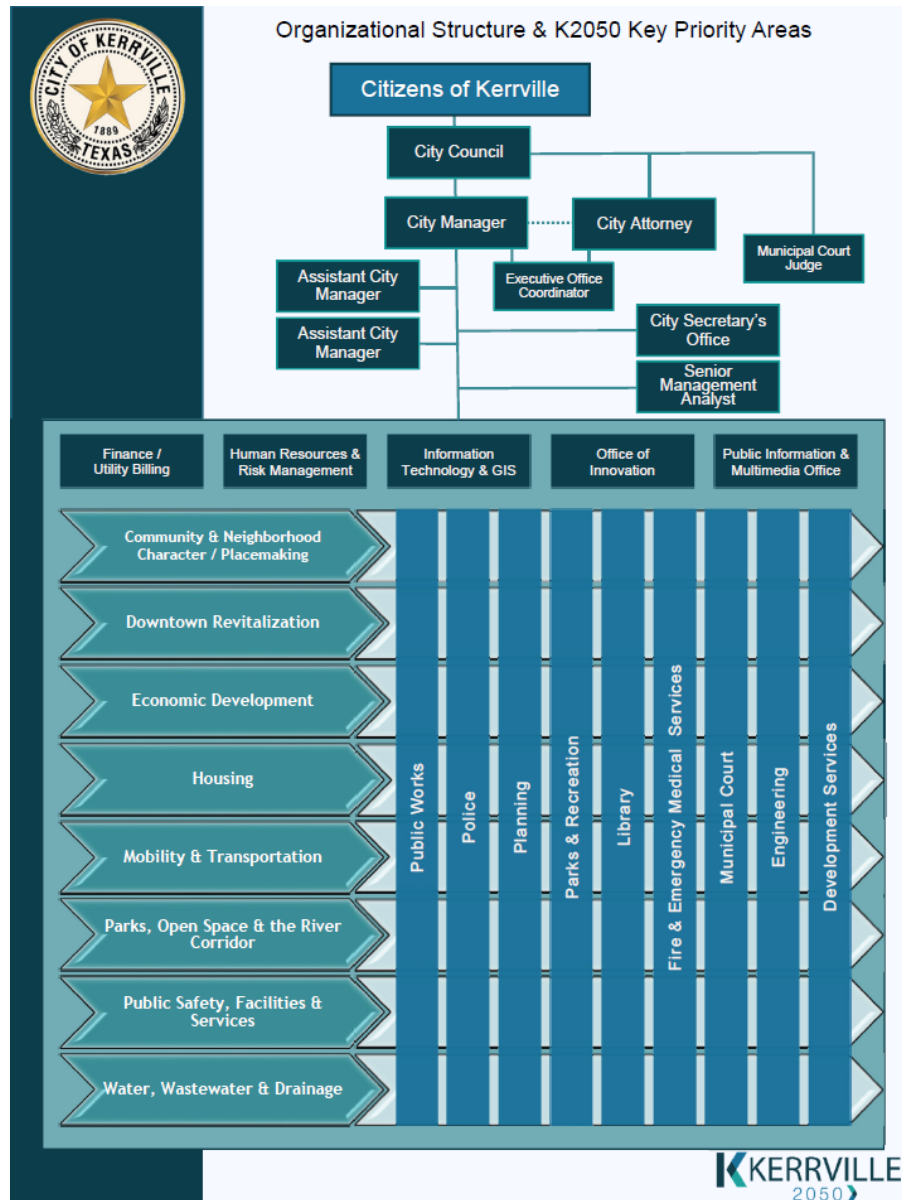 Organizational Structure & K2050 Key Priority Areas
CITY OF KERRVILLE
1889
TEXAS
Citizens of Kerrville
City Council
City Manager
City Attorney
Municipal Court
Judge
Executive Office
Coordinator
Assistant City
Manager
Assistant City
Manager
City Secretary's
Office
Senior
Management
Analyst
Finance /
Utility Billing
Human Resources &
Risk Management
Information
Technology & GIS
Office of
Innovation
Public Information &
Multimedia Office
Community & Neighborhood
Character / Placemaking
Downtown Revitalization
Economic Development
Housing
Mobility & Transportation
Parks, Open Space & the River
Corridor
Public Safety, Facilities &
Services
Water, Wastewater & Drainage
Public Works
Police
Planning
Parks & Recreation
Library
Fire & Emergency Medical Services
Municipal Court
Engineering
Development Services
KERRVILLE
2050